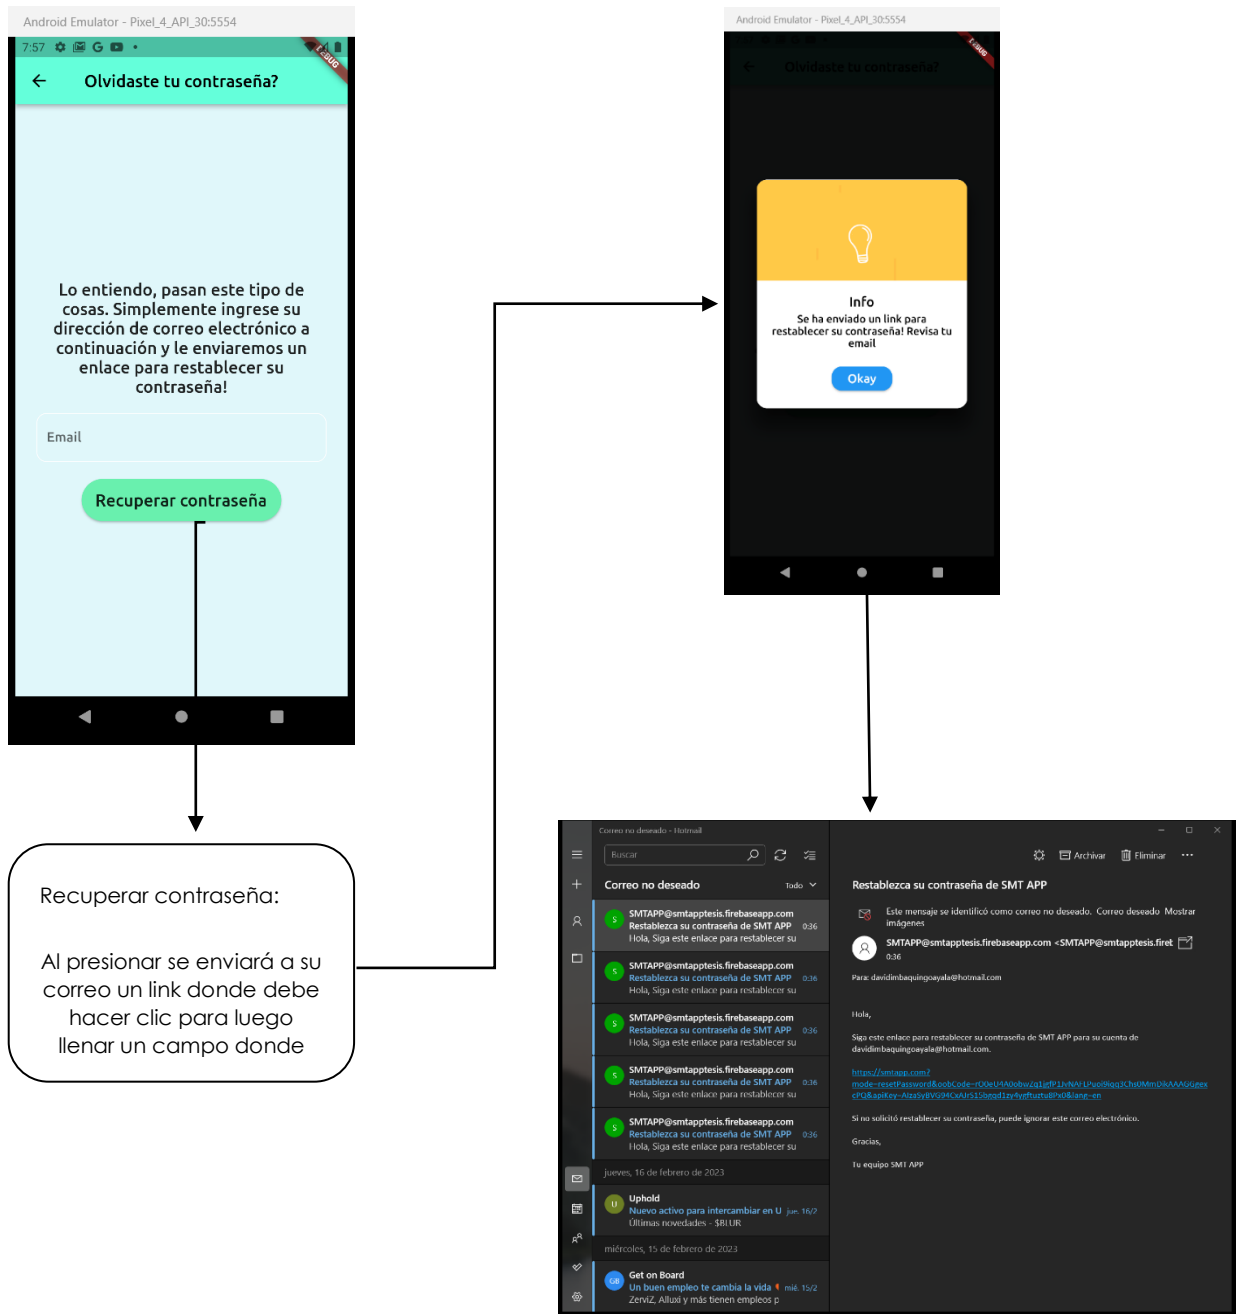 Android Emulator - Pixel_4_API_30:5554
7:57
DEBUG
Olvidaste tu contraseña?
Lo entiendo, pasan este tipo de
cosas. Simplemente ingrese su
dirección de correo electrónico a
continuación y le enviaremos un
enlace para restablecer su
contraseña!
Email
Recuperar contraseña
Recuperar contraseña:
Al presionar se enviará a su
correo un link donde debe
hacer clic para luego
llenar un campo donde
Android Emulator - Pixel_4_API_30:5554
DEBUG
Olvidaste tu contraseña?
Info
Se ha enviado un link para
restablecer su contraseña! Revisa tu
email
Okay
Correo no deseado - Hotmail
Buscar
Correo no deseado
Todo
S
SMTAPP@smtapptesis.firebaseapp.com
Restablezca su contraseña de SMT APP 0:36
Hola, Siga este enlace para restablecer su
S
SMTAPP@smtapptesis.firebaseapp.com
Restablezca su contraseña de SMT APP 0:36
Hola, Siga este enlace para restablecer su
S
SMTAPP@smtapptesis.firebaseapp.com
Restablezca su contraseña de SMT APP 0:36
Hola, Siga este enlace para restablecer su
S
SMTAPP@smtapptesis.firebaseapp.com
Restablezca su contraseña de SMT APP 0:36
Hola, Siga este enlace para restablecer su
S
SMTAPP@smtapptesis.firebaseapp.com
Restablezca su contraseña de SMT APP 0:36
Hola, Siga este enlace para restablecer su
jueves, 16 de febrero de 2023
U
Uphold
Nuevo activo para intercambiar en U jue. 16/2
Últimas novedades - $BLUR
miércoles, 15 de febrero de 2023
GB
Get on Board
Un buen empleo te cambia la vida mié. 15/2
ZerviZ, Alluxi y más tienen empleos p
Archivar
Eliminar
Restablezca su contraseña de SMT APP
Este mensaje se identificó como correo no deseado. Correo deseado Mostrar
imágenes
SMTAPP@smtapptesis.firebaseapp.com <SMTAPP@smtapptesis.firet
0:36
Para: davidimbaquingoayala@hotmail.com
Hola,
Siga este enlace para restablecer su contraseña de SMT APP para su cuenta de
davidimbaquingoayala@hotmail.com.
https://smtapp.com?
Si no solicitó restablecer su contraseña, puede ignorar este correo electrónico.
Gracias,
Tu equipo SMT APP